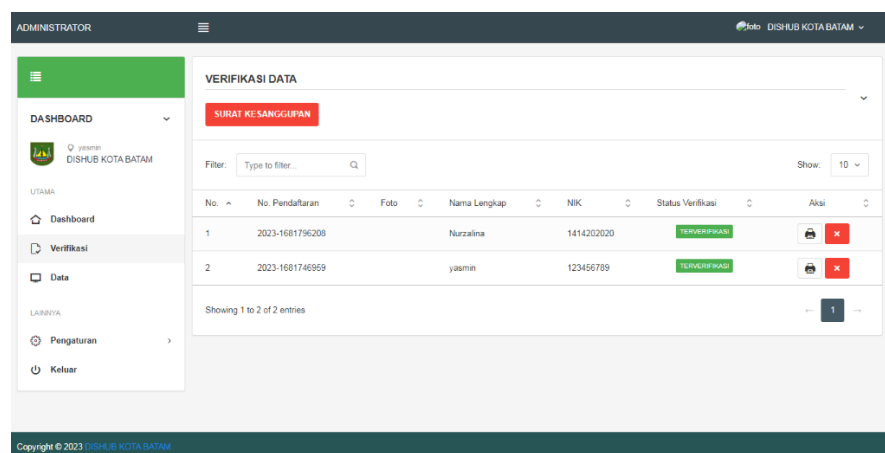 ADMINISTRATOR
foto DISHUB KOTA BATAM
DASHBOARD
yasmin
DISHUB KOTA BATAM
UTAMA
Dashboard
Verifikasi
Data
LAINNYA
Pengaturan
Keluar
VERIFIKASI DATA
SURAT KESANGGUPAN
Filter: Type to filter... Show: 10
No. No. Pendaftaran Foto Nama Lengkap NIK Status Verifikasi Aksi
1 2023-1681796208 Nurzalina 1414202020 TERVERIFIKASI
2 2023-1681746959 yasmin 123456789 TERVERIFIKASI
Showing 1 to 2 of 2 entries ← 1 →
Copyright © 2023 DISHUB KOTA BATAM